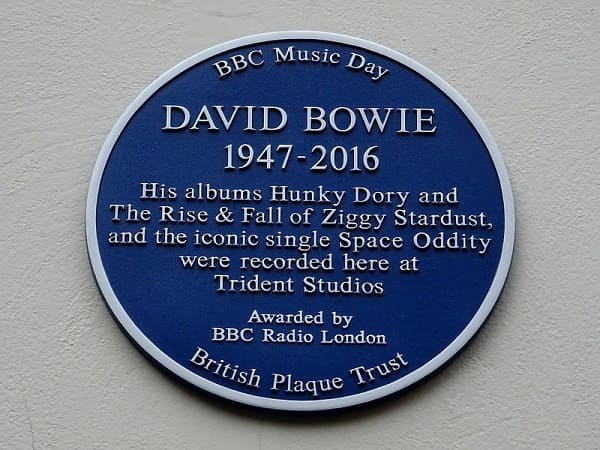 BBC Music Day
DAVID BOWIE
1947-2016
His albums Hunky Dory and
The Rise & Fall of Ziggy Stardust,
and the iconic single Space Oddity
were recorded here at
Trident Studios
Awarded by
BBC Radio London
British Plaque Trust